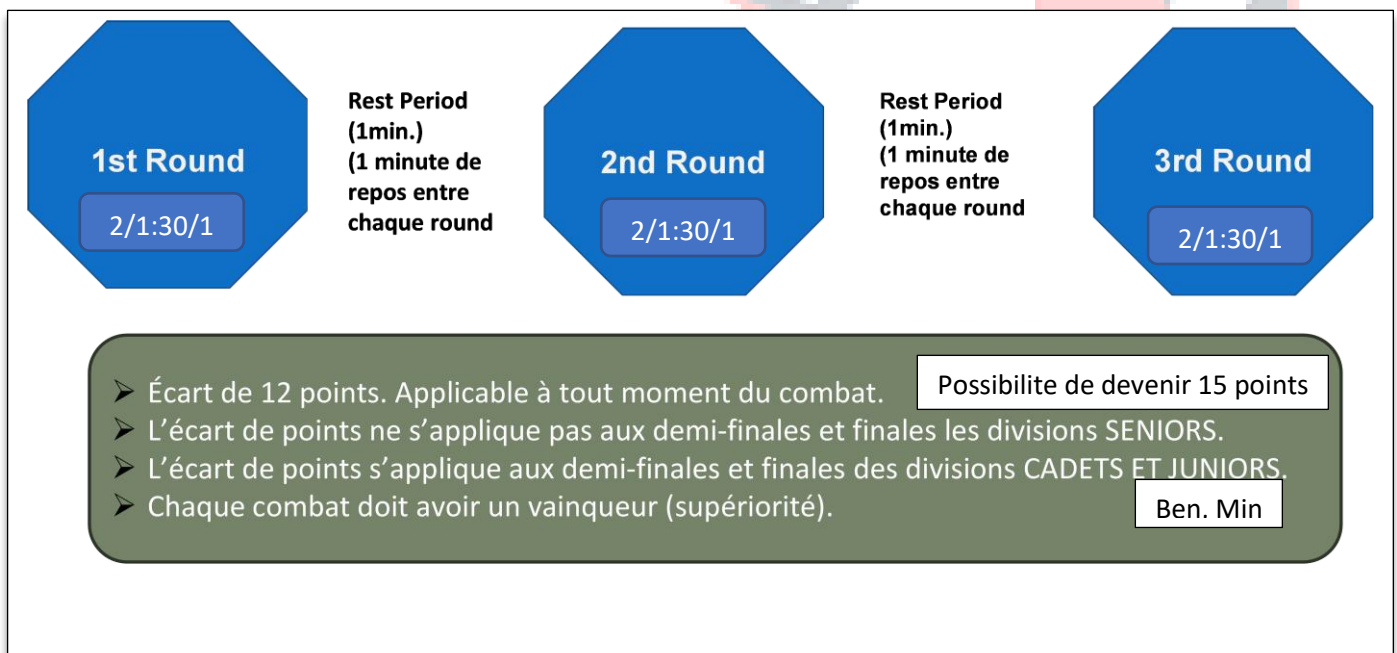 1st Round
2/1:30/1
Rest Period
(1min.)
(1 minute de
repos entre
chaque round
2nd Round
2/1:30/1
Rest Period
(1min.)
(1 minute de
repos entre
chaque round
3rd Round
2/1:30/1
➤ Écart de 12 points. Applicable à tout moment du combat.
Possibilite de devenir 15 points
➤ L’écart de points ne s’applique pas aux demi-finales et finales les divisions SENIORS.
➤ L’écart de points s’applique aux demi-finales et finales des divisions CADETS ET JUNIORS.
➤ Chaque combat doit avoir un vainqueur (supériorité).
Ben. Min